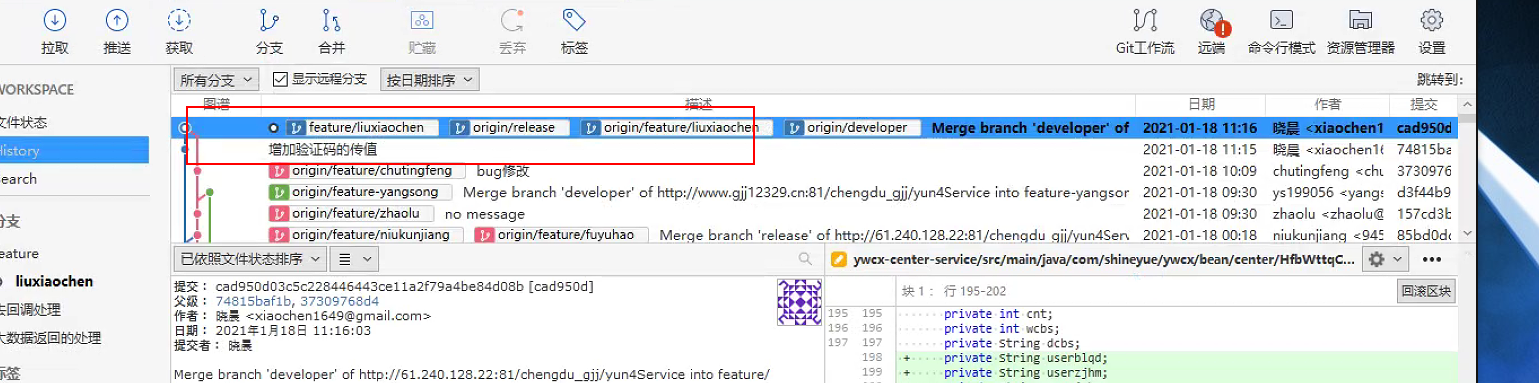 拉取 推送 获取 分支 合并 贮藏 丢弃 标签 Git工作流 远端 命令行模式 资源管理器 设置
WORKSPACE
文件状态
History
Search
分支
feature
liuxiaochen
去回调处理
大数据返回的处理
标签
所有分支 显示远程分支 按日期排序 跳转到:
图谱 描述 日期 作者 提交
feature/liuxiaochen origin/release origin/feature/liuxiaochen origin/developer Merge branch 'developer' of 2021-01-18 11:16 晓晨 <xiaochen1 cad950d
增加验证码的传值 2021-01-18 11:15 晓晨 <xiaochen16 74815ba
origin/feature/chutingfeng bug修改 2021-01-18 10:09 chutingfeng <chu 3730976
origin/feature-yangsong Merge branch 'developer' of http://www.gjj12329.cn:81/chengdu_gjj/yun4Service into feature-yangsor 2021-01-18 09:30 ys199056 <yangs d3f44b9
origin/feature/zhaolu no message 2021-01-18 09:30 zhaolu <zhaolu@ 157cd3b
origin/feature/niukunjiang origin/feature/fuyuhao Merge branch 'release' of http://61.240.128.22:81/chengdu_gjj/yun4Serv 2021-01-18 00:18 niukunjiang <945 85bd0dc
已依照文件状态排序
提交： cad950d03c5c228446443ce11a2f79a4be84d08b [cad950d]
父级： 74815baf1b, 37309768d4
作者： 晓晨 <xiaochen1649@gmail.com>
日期： 2021年1月18日 11:16:03
提交者： 晓晨
Merge branch 'developer' of http://61.240.128.22:81/chengdu_gjj/yun4Service into feature/
ywcx-center-service/src/main/java/com/shineyue/ywcx/bean/center/HfbWttqC...
块 1： 行 195-202 回滚区块
195 195 private int cnt;
196 196 private int wcbs;
197 197 private String dcbs;
198 + private String userblqd;
199 + private String userzjhm;